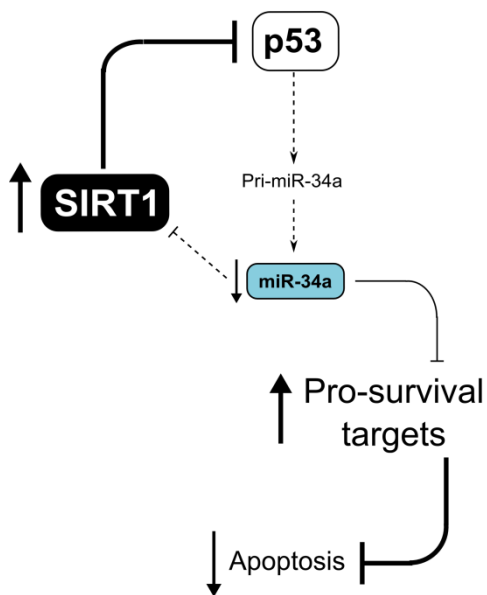 p53
Pri-miR-34a
SIRT1
miR-34a
Pro-survival
targets
Apoptosis